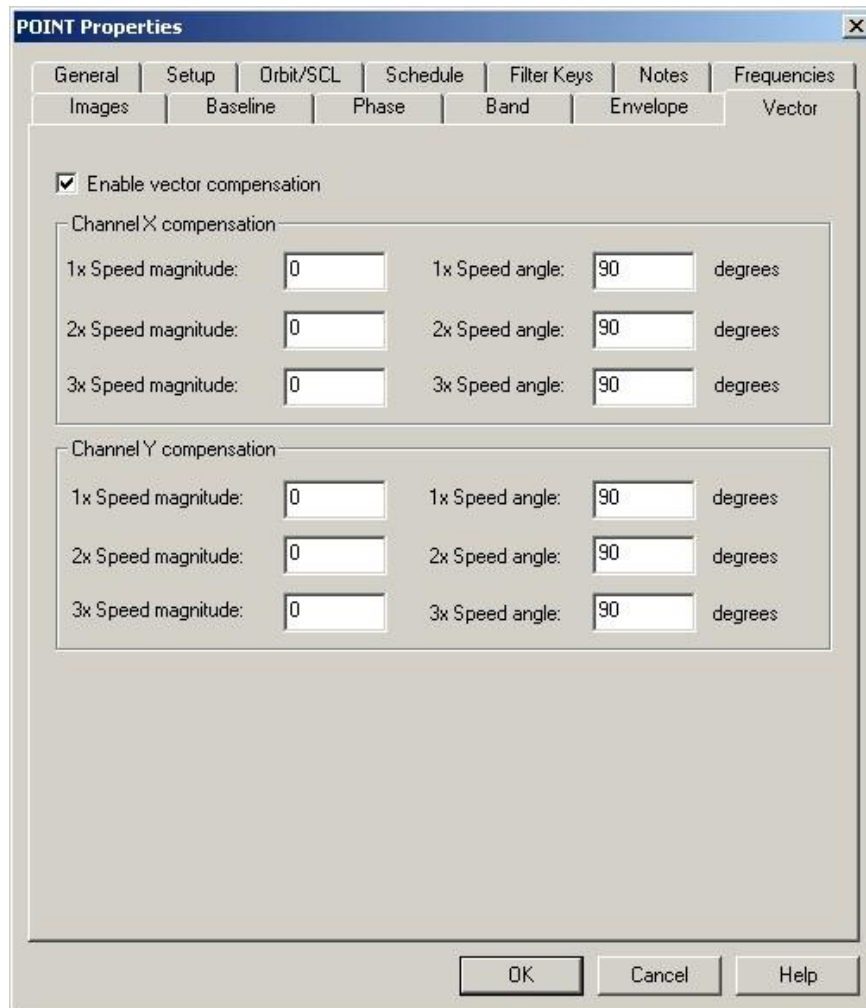 POINT Properties
General Setup Orbit/SCL Schedule Filter Keys Notes Frequencies
Images Baseline Phase Band Envelope Vector
Enable vector compensation
Channel X compensation
1x Speed magnitude: 0 1x Speed angle: 90 degrees
2x Speed magnitude: 0 2x Speed angle: 90 degrees
3x Speed magnitude: 0 3x Speed angle: 90 degrees
Channel Y compensation
1x Speed magnitude: 0 1x Speed angle: 90 degrees
2x Speed magnitude: 0 2x Speed angle: 90 degrees
3x Speed magnitude: 0 3x Speed angle: 90 degrees
OK Cancel Help